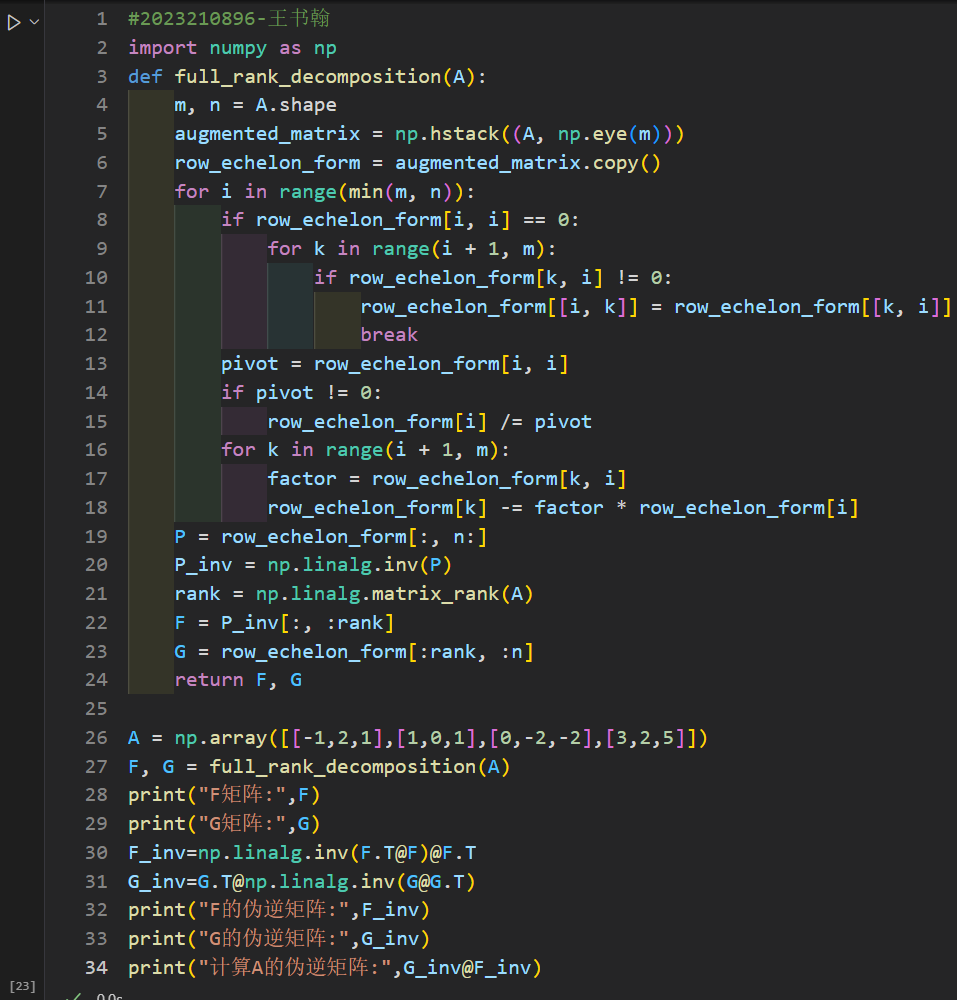 1 #2023210896-王书翰
2 import numpy as np
3 def full_rank_decomposition(A):
4     m, n = A.shape
5     augmented_matrix = np.hstack((A, np.eye(m)))
6     row_echelon_form = augmented_matrix.copy()
7     for i in range(min(m, n)):
8         if row_echelon_form[i, i] == 0:
9             for k in range(i + 1, m):
10                 if row_echelon_form[k, i] != 0:
11                     row_echelon_form[[i, k]] = row_echelon_form[[k, i]]
12                     break
13         pivot = row_echelon_form[i, i]
14         if pivot != 0:
15             row_echelon_form[i] /= pivot
16         for k in range(i + 1, m):
17             factor = row_echelon_form[k, i]
18             row_echelon_form[k] -= factor * row_echelon_form[i]
19     P = row_echelon_form[:, n:]
20     P_inv = np.linalg.inv(P)
21     rank = np.linalg.matrix_rank(A)
22     F = P_inv[:, :rank]
23     G = row_echelon_form[:rank, :n]
24     return F, G
25
26 A = np.array([[-1,2,1],[1,0,1],[0,-2,-2],[3,2,5]])
27 F, G = full_rank_decomposition(A)
28 print("F矩阵:",F)
29 print("G矩阵:",G)
30 F_inv=np.linalg.inv(F.T@F)@F.T
31 G_inv=G.T@np.linalg.inv(G@G.T)
32 print("F的伪逆矩阵:",F_inv)
33 print("G的伪逆矩阵:",G_inv)
34 print("计算A的伪逆矩阵:",G_inv@F_inv)
[23]
0.0s